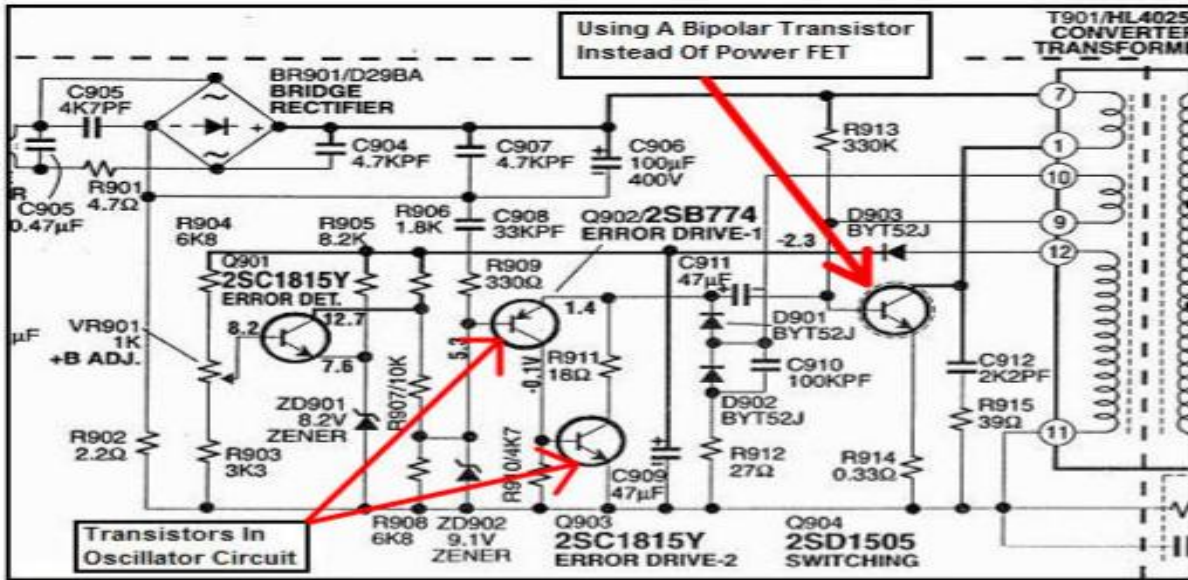 Using A Bipolar Transistor
Instead Of Power FET
T901/HL4025
CONVERTER
TRANSFORME
BR901/D29BA
BRIDGE
RECTIFIER
C905
4K7PF
C904
4.7KPF
C907
4.7KPF
C906
100µF
400V
R913
330K
7
1
10
9
12
11
R901
4.7Ω
C905
0.47µF
R904
6K8
R905
8.2K
R906
1.8K
C908
33KPF
Q902/2SB774
ERROR DRIVE-1
D903
BYT52J
-2.3
Q901
2SC1815Y
ERROR DET.
R909
330Ω
C911
47µF
1.4
12.7
8.2
7.6
µF
VR901
1K
+B ADJ.
-0.1V
R911
18Ω
D901
BYT52J
C910
100KPF
C912
2K2PF
ZD901
8.2V
ZENER
R907/10K
D902
BYT52J
R915
39Ω
R902
2.2Ω
R903
3K3
R910/4K7
C909
47µF
R912
27Ω
R914
0.33Ω
Transistors In
Oscillator Circuit
R908
6K8
ZD902
9.1V
ZENER
Q903
2SC1815Y
ERROR DRIVE-2
Q904
2SD1505
SWITCHING